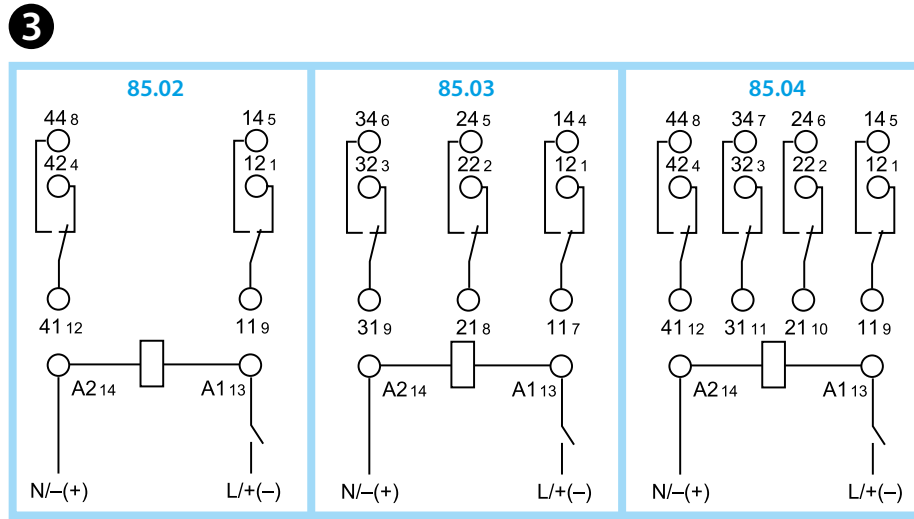 3
85.02 85.03 85.04
44 8 14 5 34 6 24 5 14 4 44 8 34 7 24 6 14 5
42 4 12 1 32 3 22 2 12 1 42 4 32 3 22 2 12 1
41 12 11 9 31 9 21 8 11 7 41 12 31 11 21 10 11 9
A2 14 A1 13 A2 14 A1 13 A2 14 A1 13
N/–(+) L/+(–) N/–(+) L/+(–) N/–(+) L/+(–)